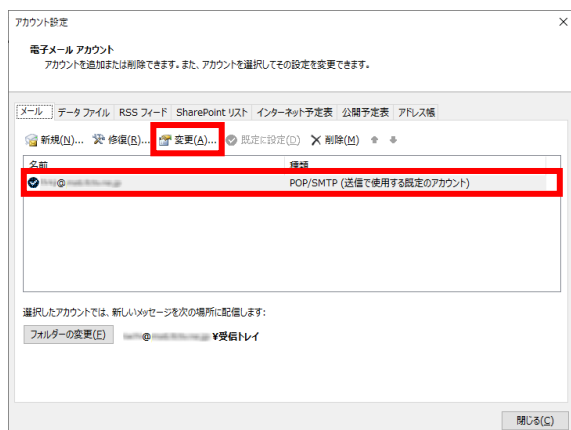 アカウント設定
電子メール アカウント
アカウントを追加または削除できます。また、アカウントを選択してその設定を変更できます。
メール データ ファイル RSS フィード SharePoint リスト インターネット予定表 公開予定表 アドレス帳
新規(N)... 修復(R)... 変更(A)... 既定に設定(D) 削除(M)
名前 種類
@ POP/SMTP (送信で使用する既定のアカウント)
選択したアカウントでは、新しいメッセージを次の場所に配信します:
フォルダーの変更(F) @ ¥受信トレイ
閉じる(C)